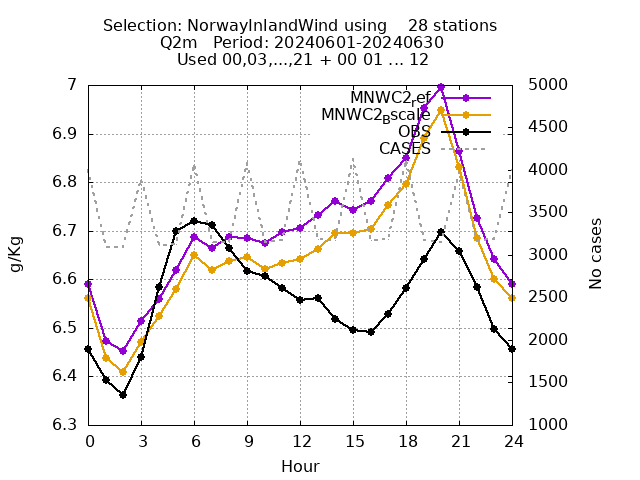 Selection: NorwayInlandWind using 28 stations
Q2m Period: 20240601-20240630
Used 00,03,...,21 + 00 01 ... 12
MNWC2_ref
MNWC2_Bscale
OBS
CASES
7
6.9
6.8
6.7
6.6
6.5
6.4
6.3
g/Kg
5000
4500
4000
3500
3000
2500
2000
1500
1000
No cases
0 3 6 9 12 15 18 21 24
Hour